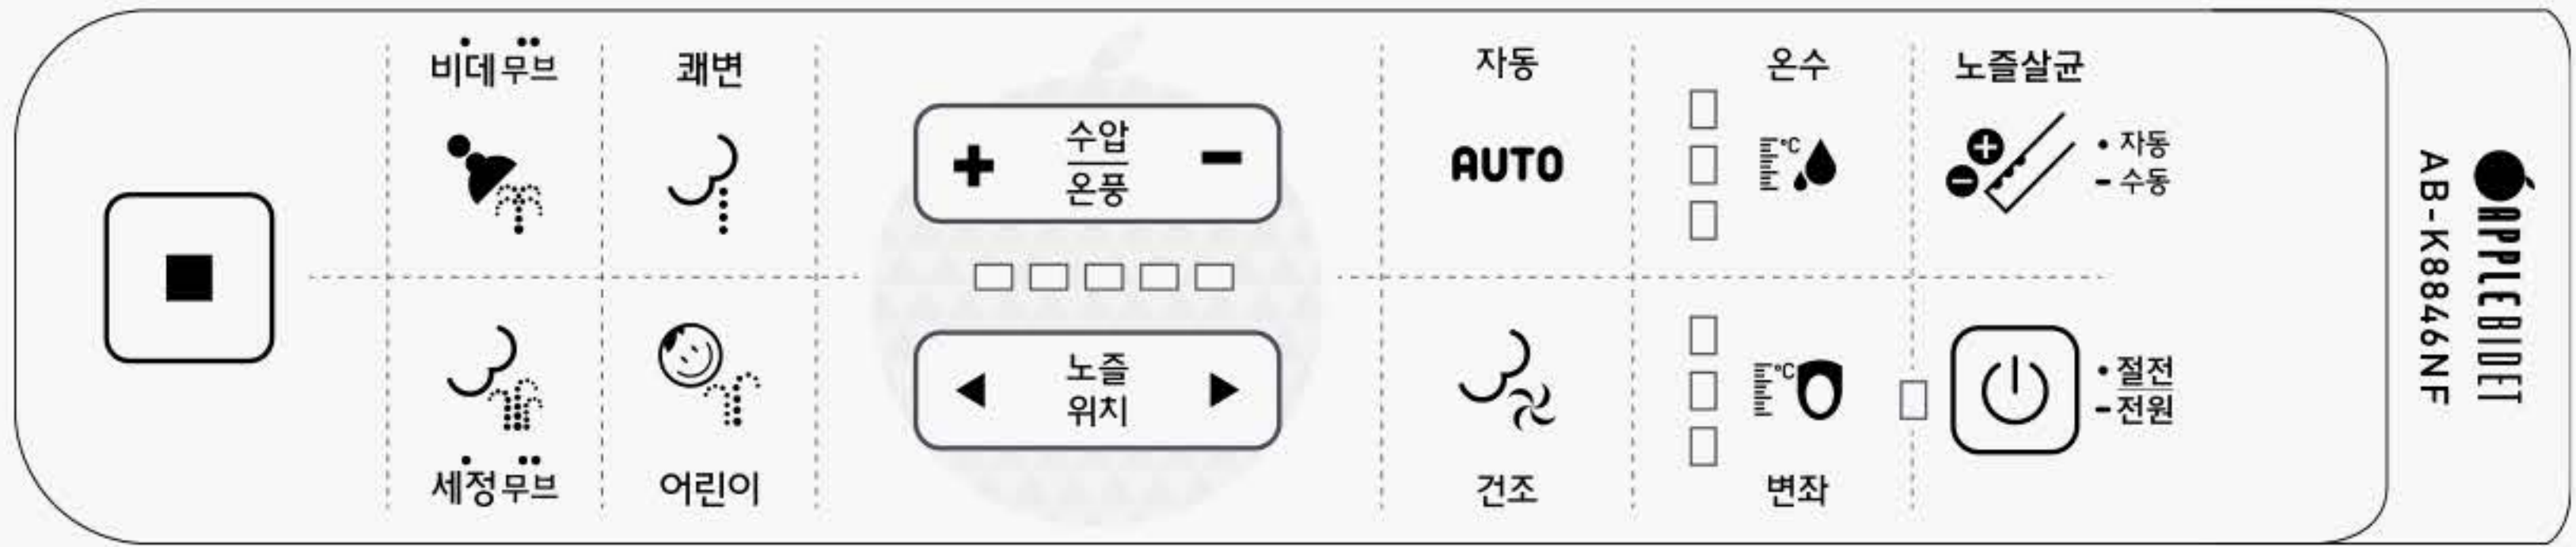 비데무브
쾌변
수압
온풍
자동
AUTO
온수
°C
노즐살균
• 자동
- 수동
세정무브
어린이
노즐
위치
건조
°C
변좌
• 절전
- 전원
AB-K8846NF
APPLEBIDET